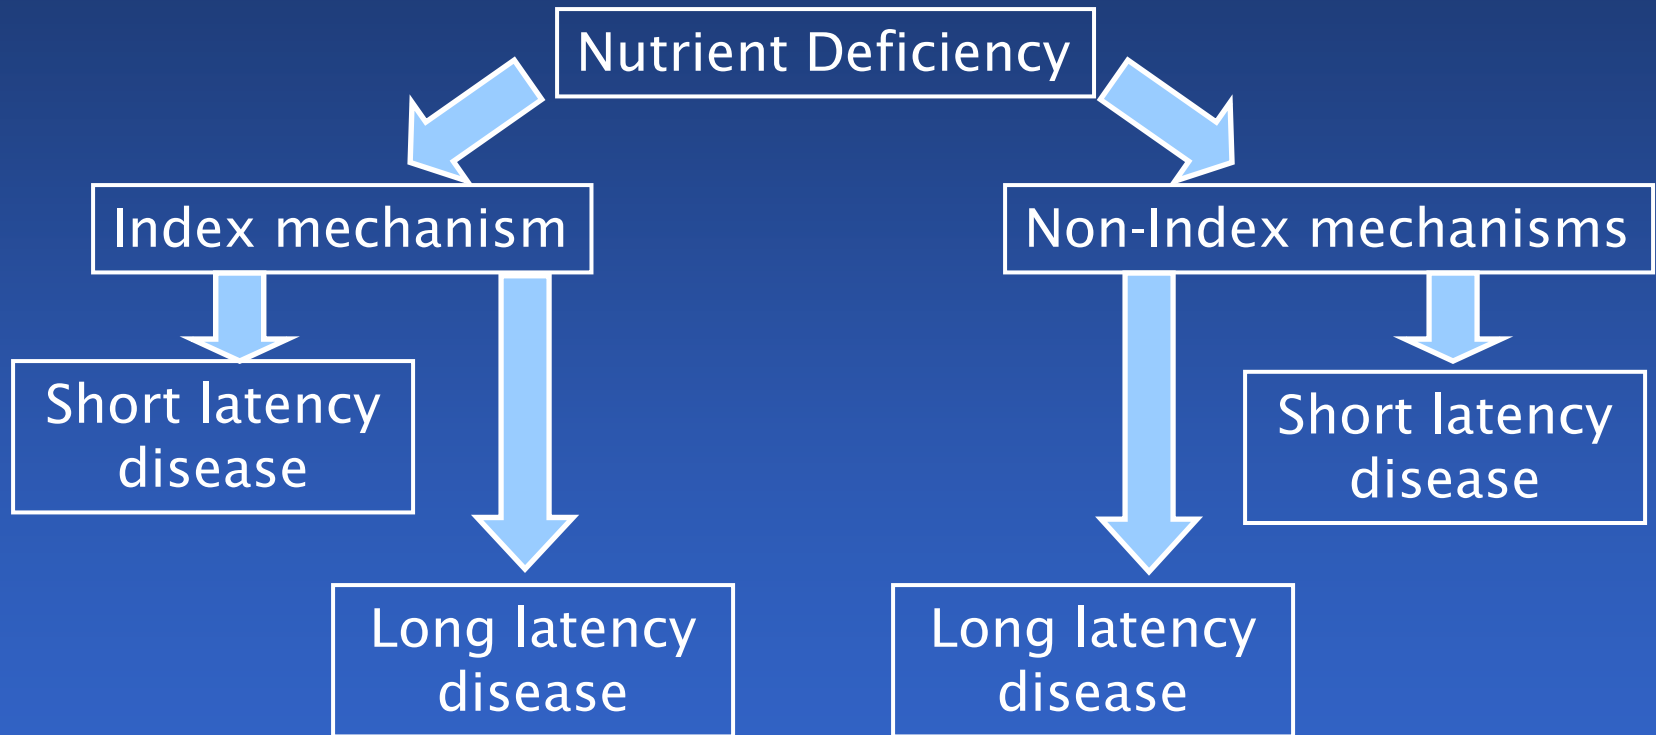 Nutrient Deficiency
Index mechanism
Non-Index mechanisms
Short latency
disease
Short latency
disease
Long latency
disease
Long latency
disease